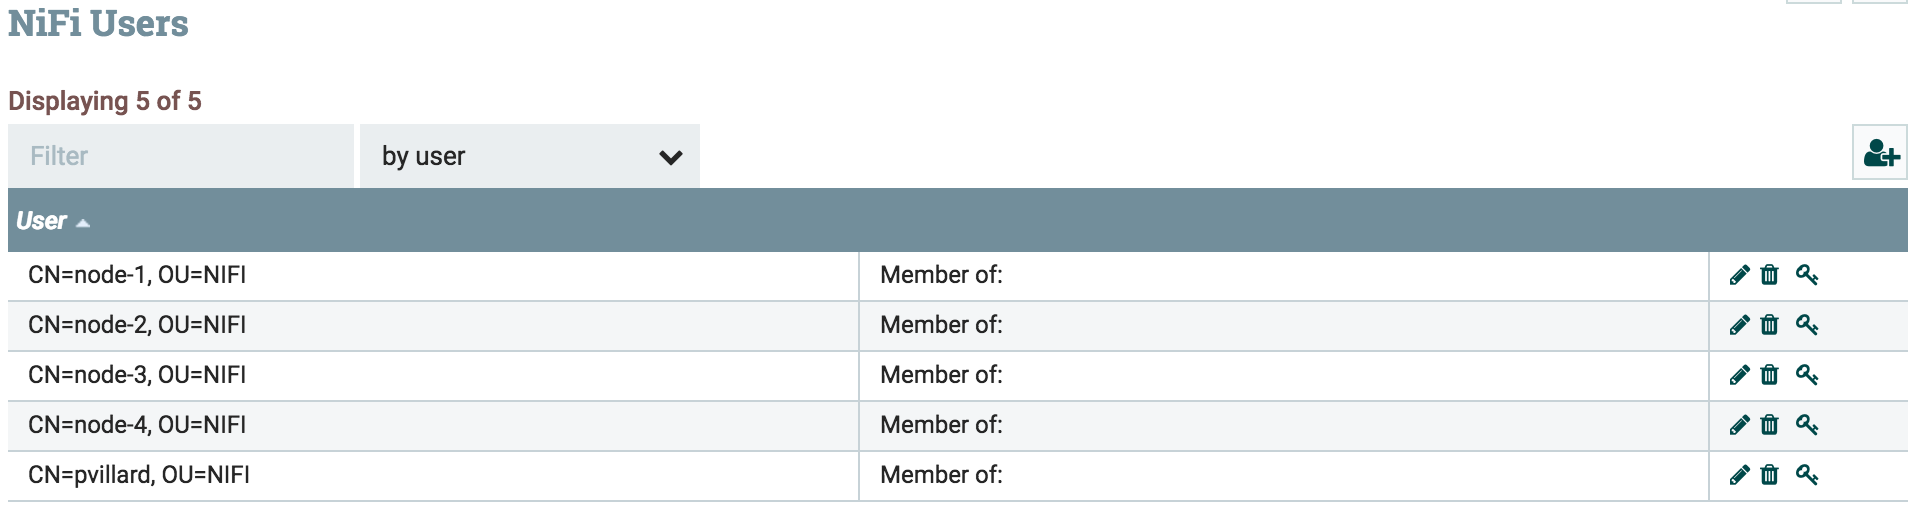 NiFi Users
Displaying 5 of 5
Filter by user
User
CN=node-1, OU=NIFI Member of:
CN=node-2, OU=NIFI Member of:
CN=node-3, OU=NIFI Member of:
CN=node-4, OU=NIFI Member of:
CN=pvillard, OU=NIFI Member of: